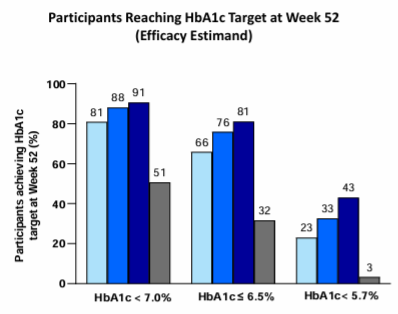 Participants Reaching HbA1c Target at Week 52
(Efficacy Estimand)
Participants achieving HbA1c
target at Week 52 (%)
100
80
60
40
20
0
81 88 91 51
66 76 81 32
23 33 43 3
HbA1c < 7.0% HbA1c ≤ 6.5% HbA1c < 5.7%